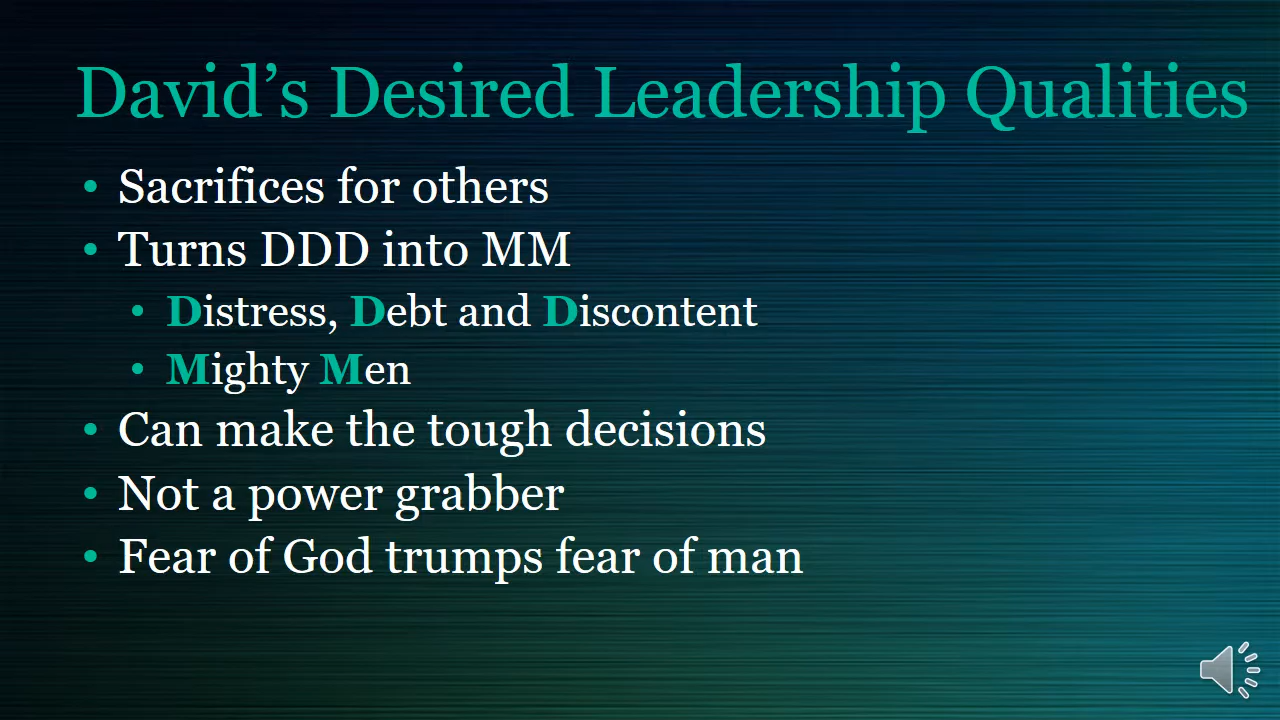 David’s Desired Leadership Qualities
• Sacrifices for others
• Turns DDD into MM
• Distress, Debt and Discontent
• Mighty Men
• Can make the tough decisions
• Not a power grabber
• Fear of God trumps fear of man